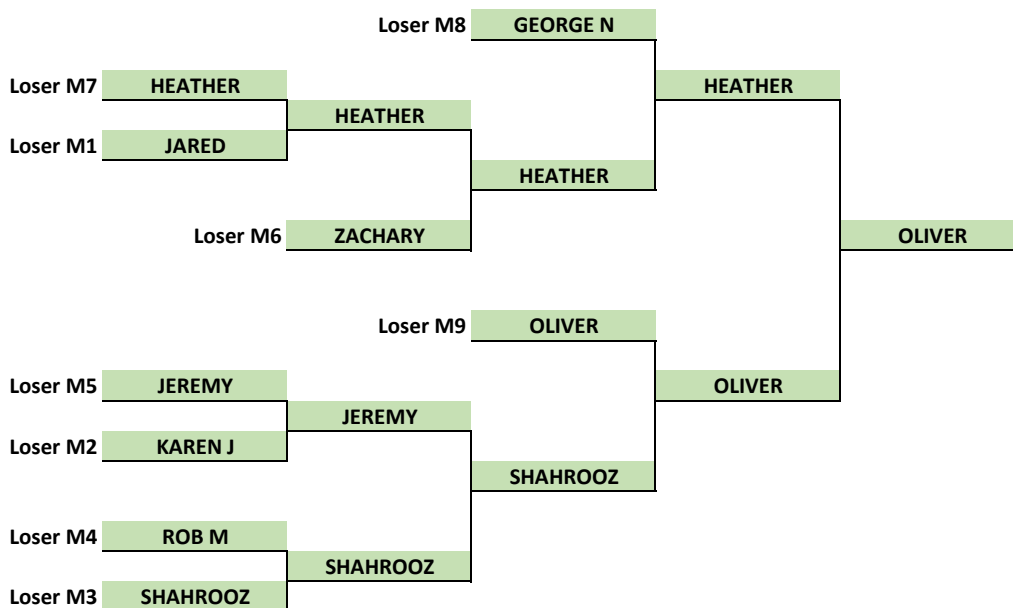 Loser M8 GEORGE N
Loser M7 HEATHER HEATHER
HEATHER
Loser M1 JARED
HEATHER
Loser M6 ZACHARY OLIVER
Loser M9 OLIVER
Loser M5 JEREMY OLIVER
JEREMY
Loser M2 KAREN J
SHAHROOZ
Loser M4 ROB M
SHAHROOZ
Loser M3 SHAHROOZ